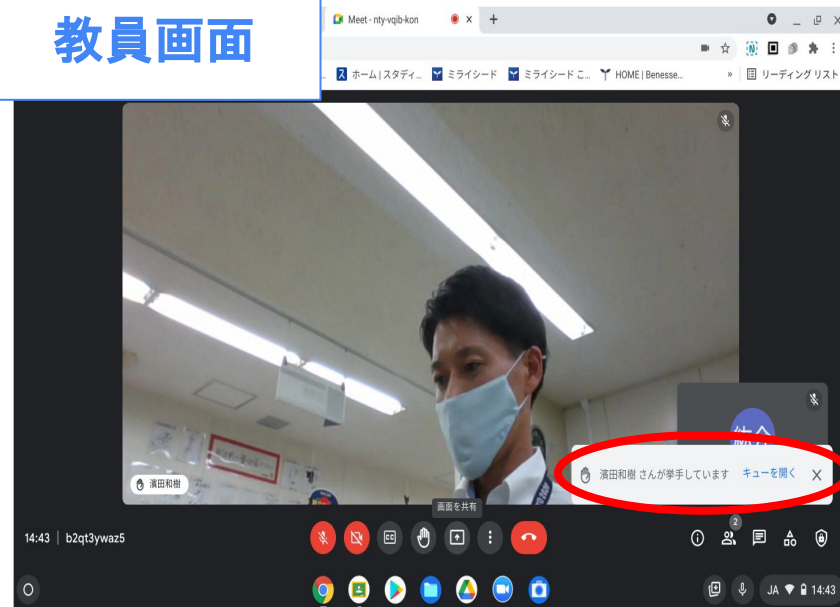 教員画面
Meet - nty-vqib-kon
ホーム | スタディ...
ミライシード
ミライシード こ...
HOME | Benesse...
»
リーディング リスト
濱田和樹
濱田和樹 さんが挙手しています
キューを開く
画面を共有
14:43 | b2qt3ywaz5
2
JA
14:43